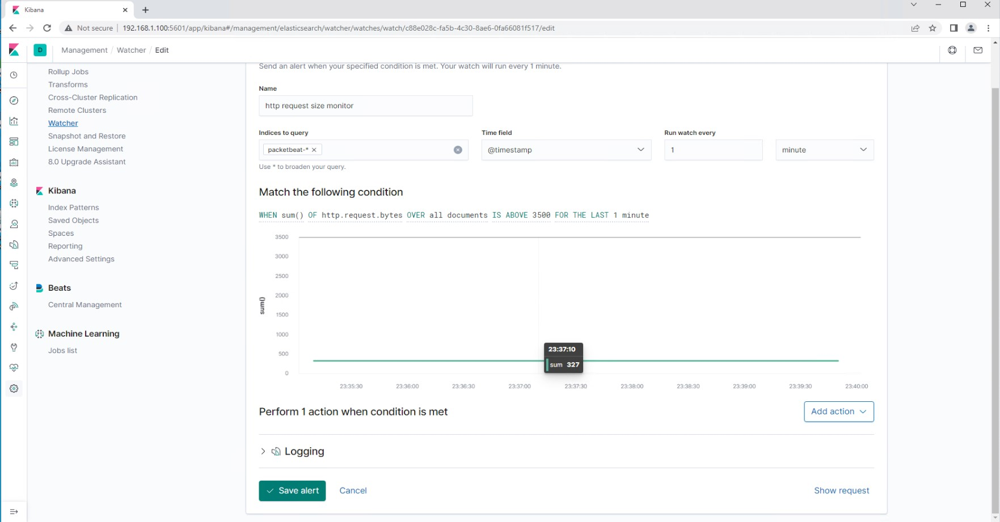 Kibana
Not secure
192.168.1.100:5601/app/kibana#/management/elasticsearch/watcher/watches/watch/c88e028c-fa5b-4c30-8ae6-0fa66081f517/edit
D
Management / Watcher / Edit
Rollup Jobs
Transforms
Cross-Cluster Replication
Remote Clusters
Watcher
Snapshot and Restore
License Management
8.0 Upgrade Assistant
Kibana
Index Patterns
Saved Objects
Spaces
Reporting
Advanced Settings
Beats
Central Management
Machine Learning
Jobs list
Send an alert when your specified condition is met. Your watch will run every 1 minute.
Name
http request size monitor
Indices to query
packetbeat-*
Use * to broaden your query.
Time field
@timestamp
Run watch every
1
minute
Match the following condition
WHEN sum() OF http.request.bytes OVER all documents IS ABOVE 3500 FOR THE LAST 1 minute
3500
3000
2500
2000
1500
1000
500
0
sum()
23:37:10
sum 327
23:35:30 23:36:00 23:36:30 23:37:00 23:37:30 23:38:00 23:38:30 23:39:00 23:39:30 23:40:00
Perform 1 action when condition is met
Add action
Logging
Save alert
Cancel
Show request